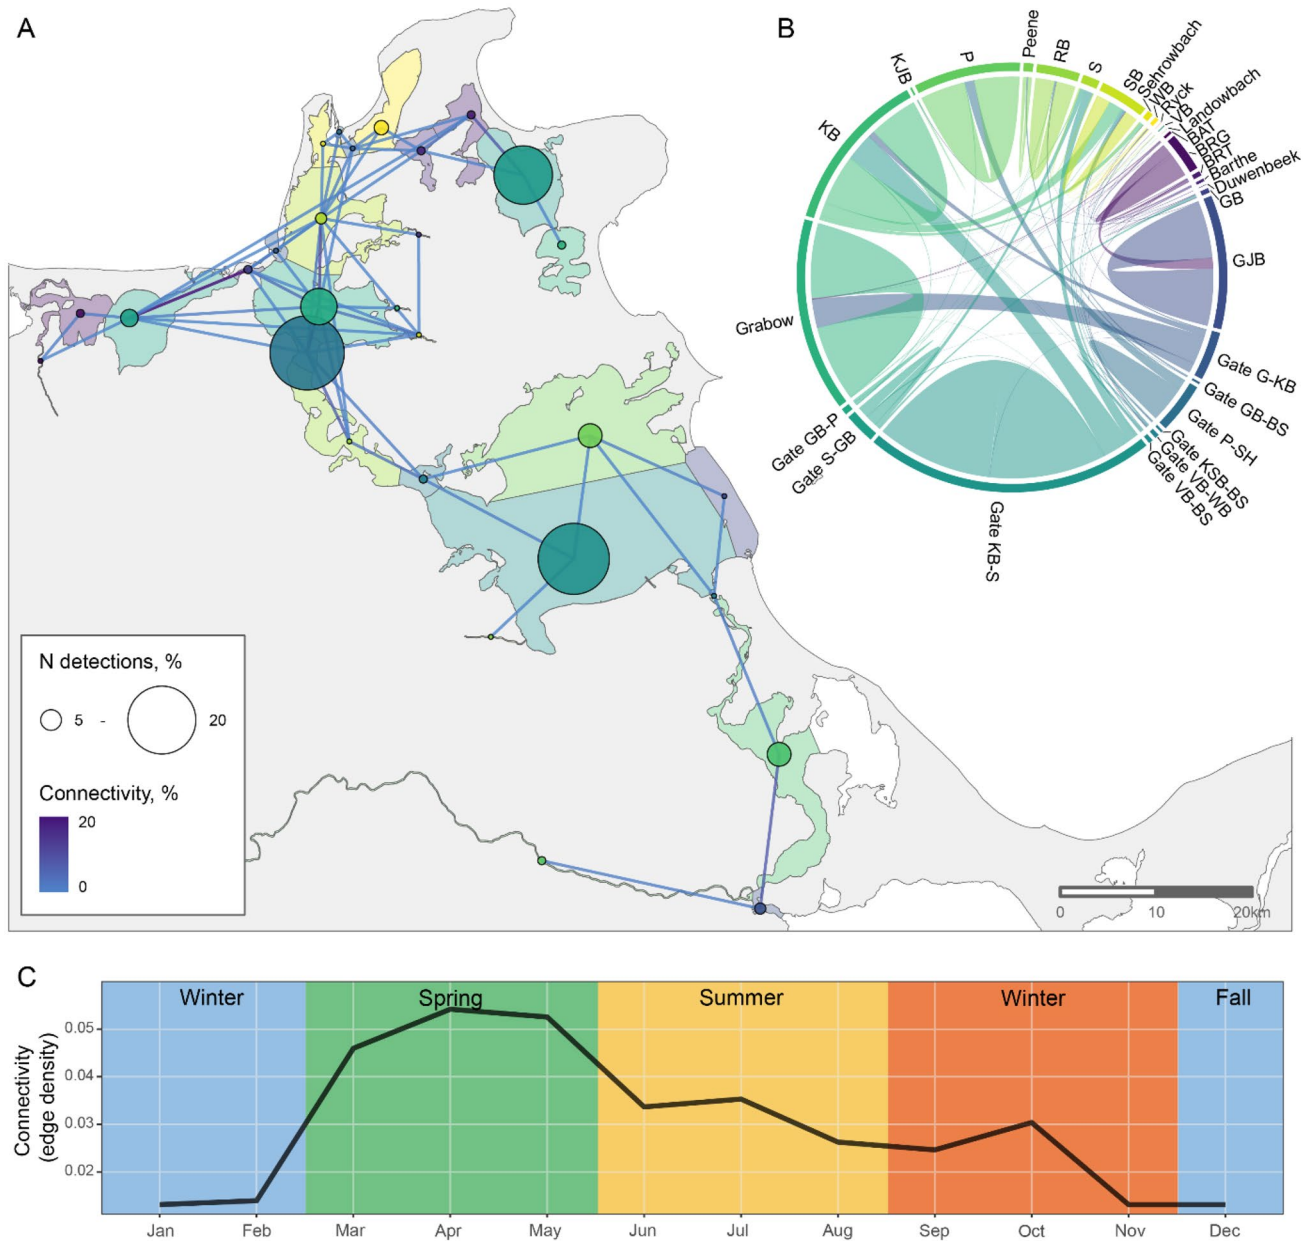 A
B
KJB
P
Peene
RB
S
SB
Sehrowbach
WB
Ryck
VB
Landowbach
BAT
BRG
BRT
Barthe
Duwenbeek
GB
KB
GJB
Grabow
Gate G-KB
Gate GB-BS
Gate P-SH
Gate GB-P
Gate S-GB
Gate KSB-BS
Gate VB-WB
Gate VB-BS
Gate KB-S
N detections, %
5 - 20
Connectivity, %
20
0
0 10 20km
C
Winter Spring Summer Winter Fall
Connectivity
(edge density)
0.05
0.04
0.03
0.02
Jan Feb Mar Apr May Jun Jul Aug Sep Oct Nov Dec